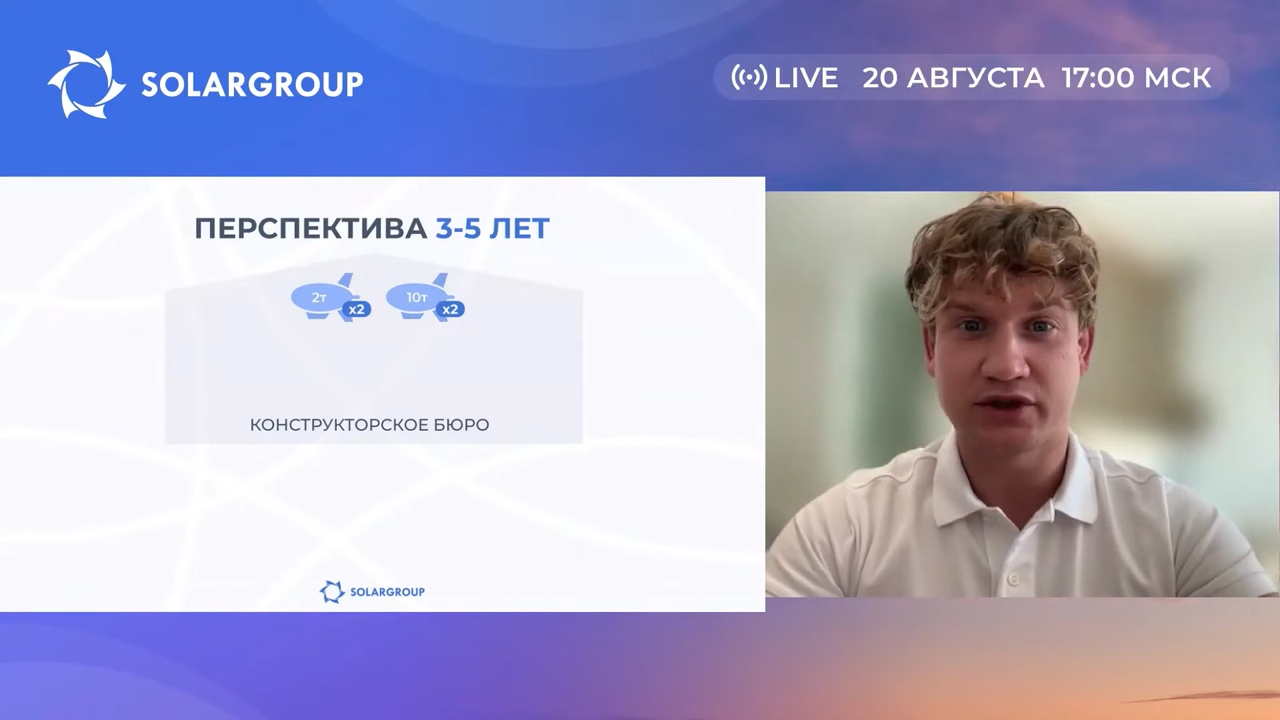 SOLARGROUP
LIVE 20 АВГУСТА 17:00 МСК
ПЕРСПЕКТИВА 3-5 ЛЕТ
2т x2 10т x2
КОНСТРУКТОРСКОЕ БЮРО
SOLARGROUP